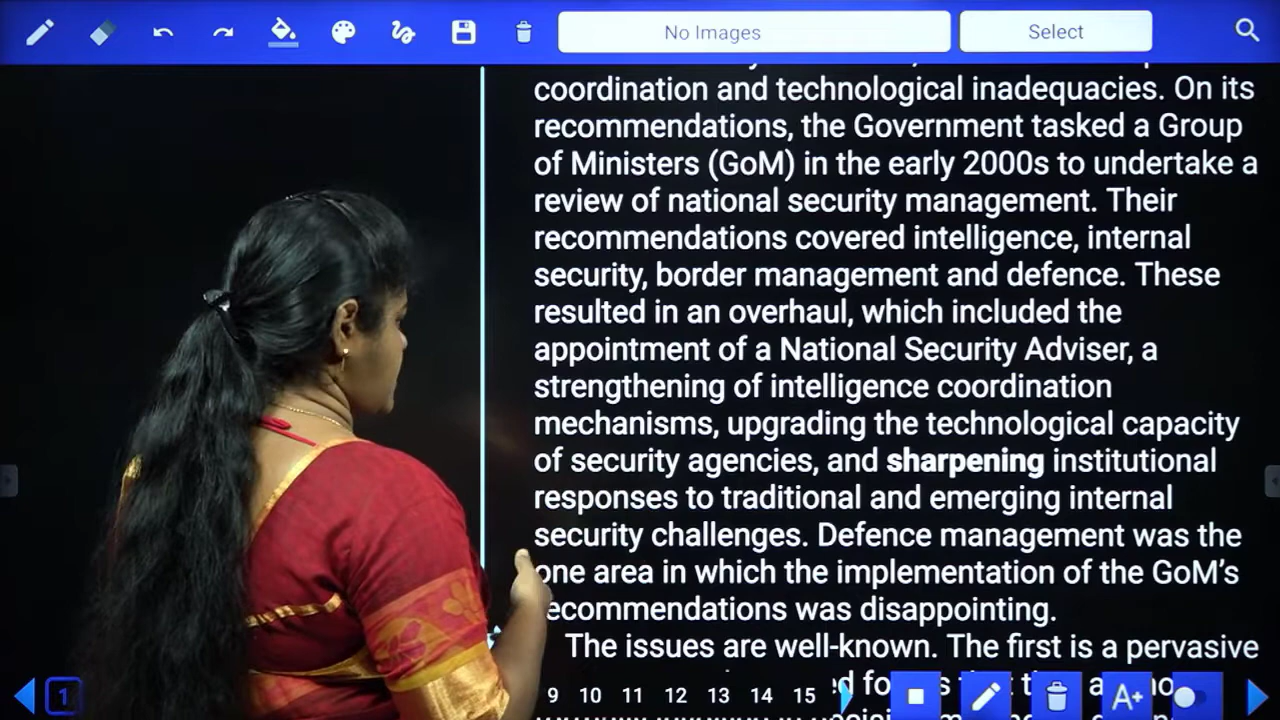 No Images
Select
coordination and technological inadequacies. On its
recommendations, the Government tasked a Group
of Ministers (GoM) in the early 2000s to undertake a
review of national security management. Their
recommendations covered intelligence, internal
security, border management and defence. These
resulted in an overhaul, which included the
appointment of a National Security Adviser, a
strengthening of intelligence coordination
mechanisms, upgrading the technological capacity
of security agencies, and sharpening institutional
responses to traditional and emerging internal
security challenges. Defence management was the
one area in which the implementation of the GoM's
ecommendations was disappointing.
The issues are well-known. The first is a pervasive
1 9 10 11 12 13 14 15 A+